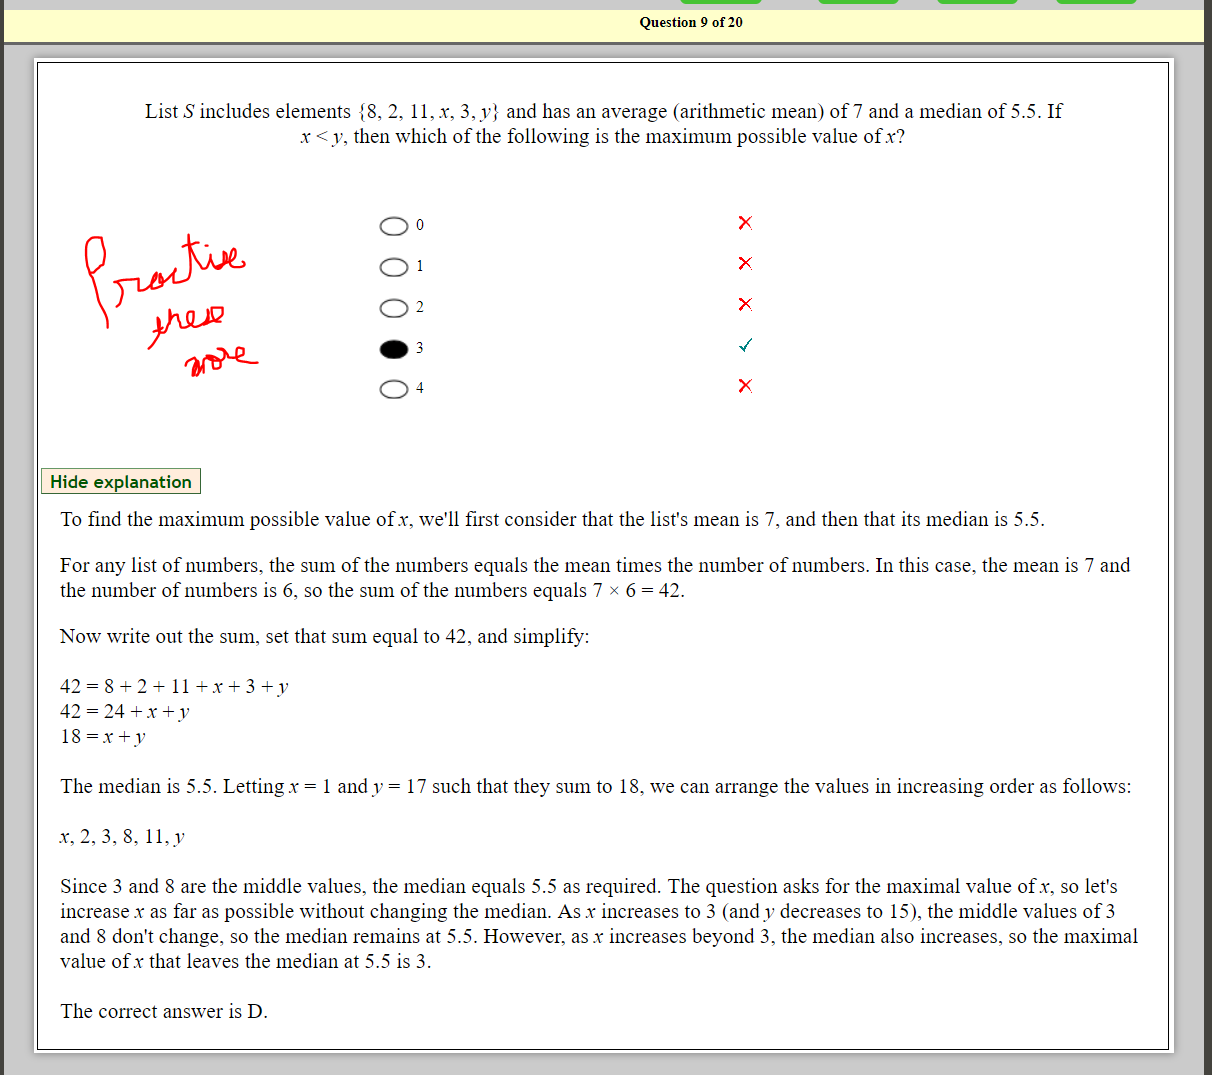 Question 9 of 20
List S includes elements {8, 2, 11, x, 3, y} and has an average (arithmetic mean) of 7 and a median of 5.5. If
x < y, then which of the following is the maximum possible value of x?
0
1
2
3
4
Practise
these
more
Hide explanation
To find the maximum possible value of x, we'll first consider that the list's mean is 7, and then that its median is 5.5.
For any list of numbers, the sum of the numbers equals the mean times the number of numbers. In this case, the mean is 7 and
the number of numbers is 6, so the sum of the numbers equals 7 × 6 = 42.
Now write out the sum, set that sum equal to 42, and simplify:
42 = 8 + 2 + 11 + x + 3 + y
42 = 24 + x + y
18 = x + y
The median is 5.5. Letting x = 1 and y = 17 such that they sum to 18, we can arrange the values in increasing order as follows:
x, 2, 3, 8, 11, y
Since 3 and 8 are the middle values, the median equals 5.5 as required. The question asks for the maximal value of x, so let's
increase x as far as possible without changing the median. As x increases to 3 (and y decreases to 15), the middle values of 3
and 8 don't change, so the median remains at 5.5. However, as x increases beyond 3, the median also increases, so the maximal
value of x that leaves the median at 5.5 is 3.
The correct answer is D.